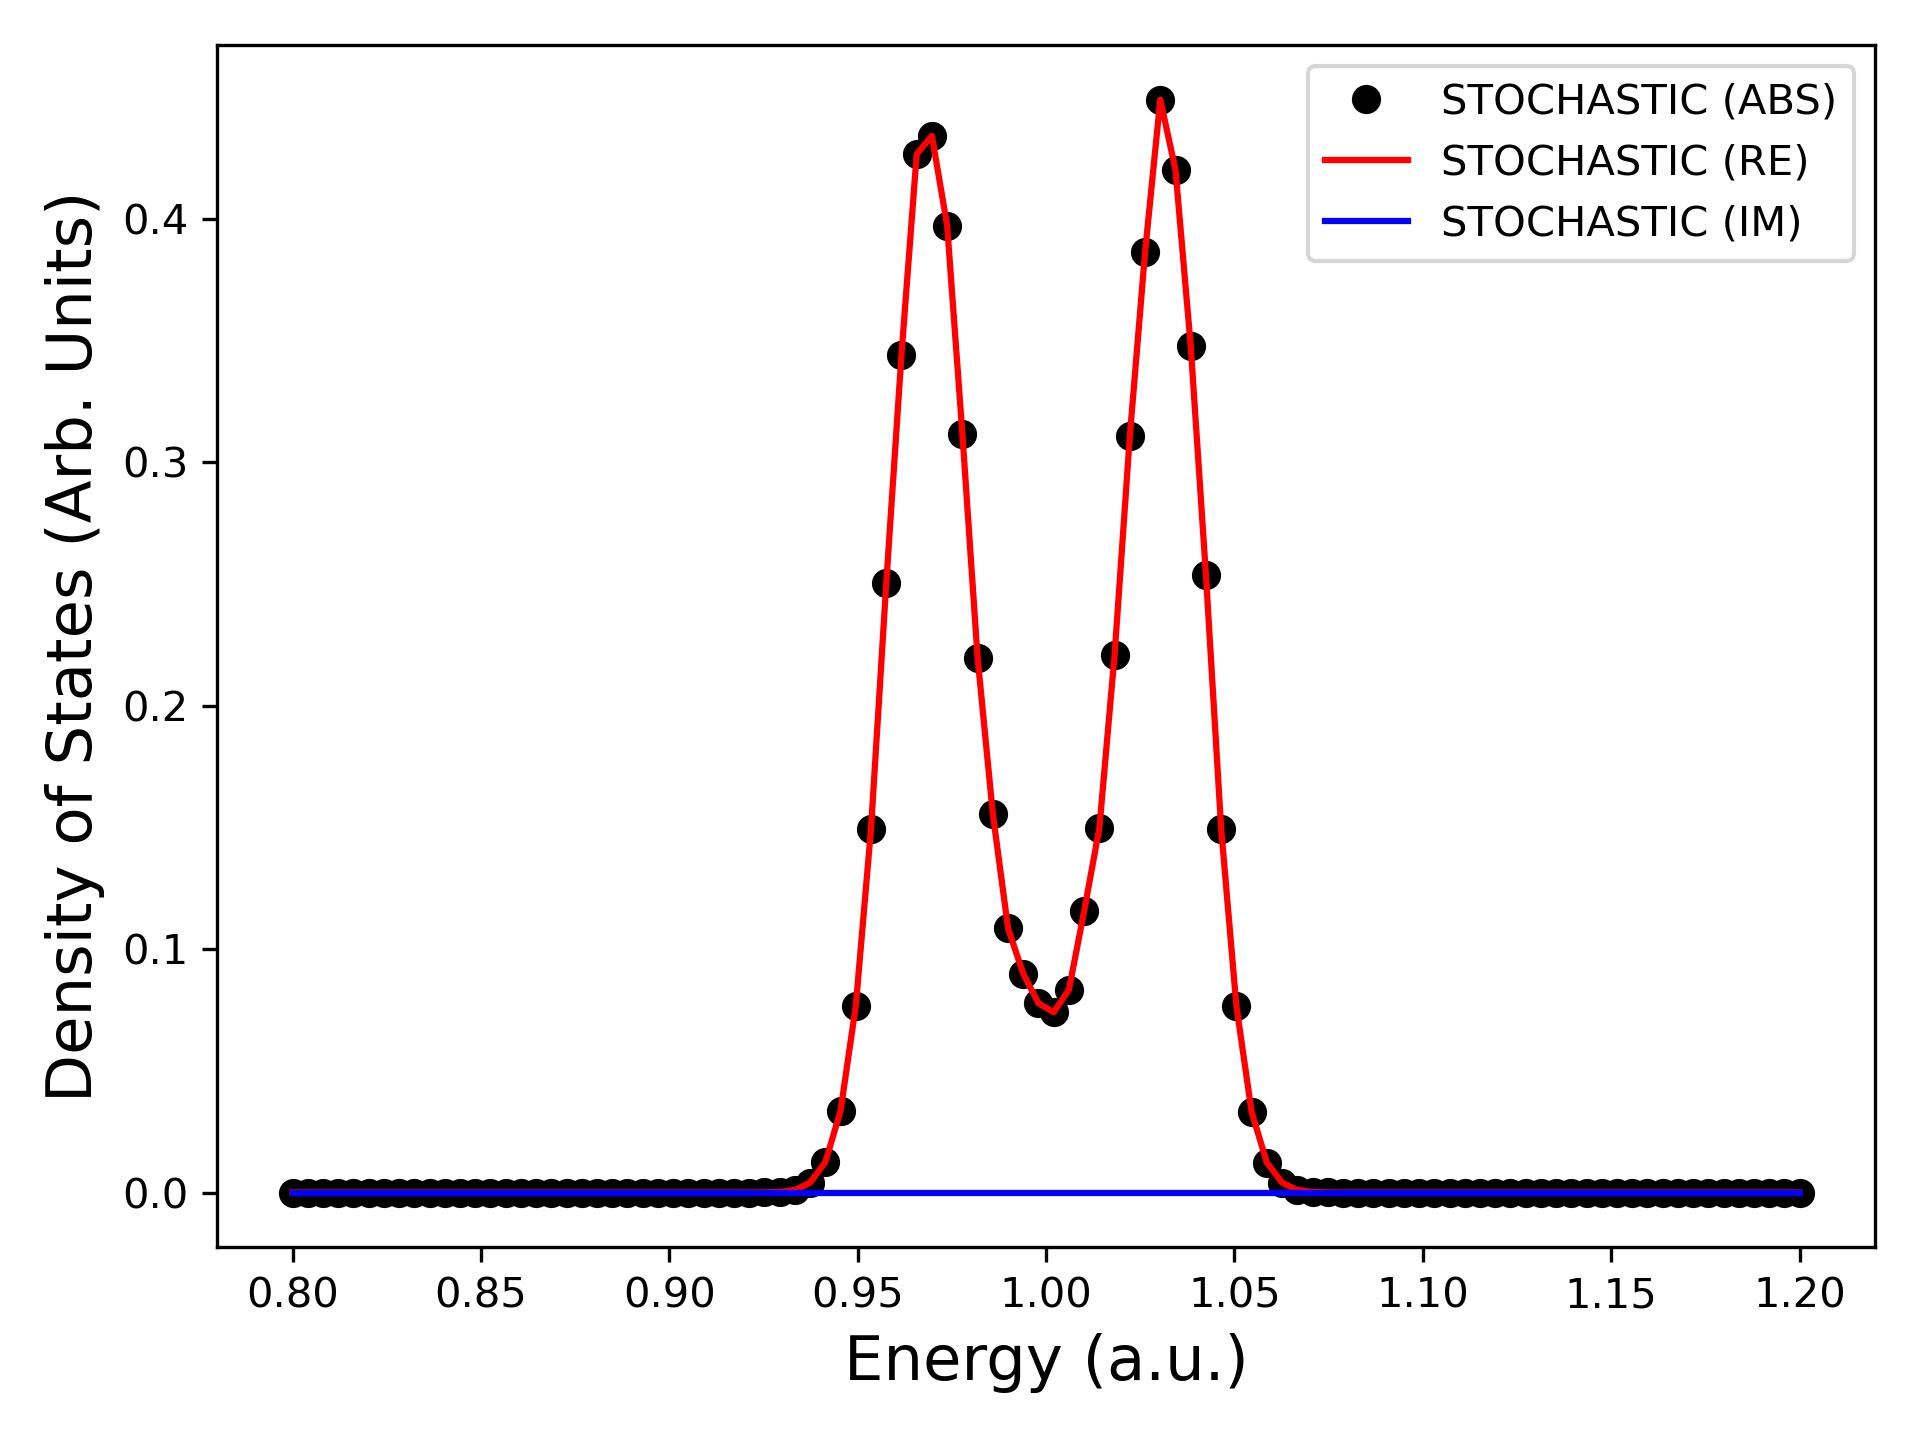 STOCHASTIC (ABS)
STOCHASTIC (RE)
STOCHASTIC (IM)
Density of States (Arb. Units)
0.4
0.3
0.2
0.1
0.0
0.80 0.85 0.90 0.95 1.00 1.05 1.10 1.15 1.20
Energy (a.u.)